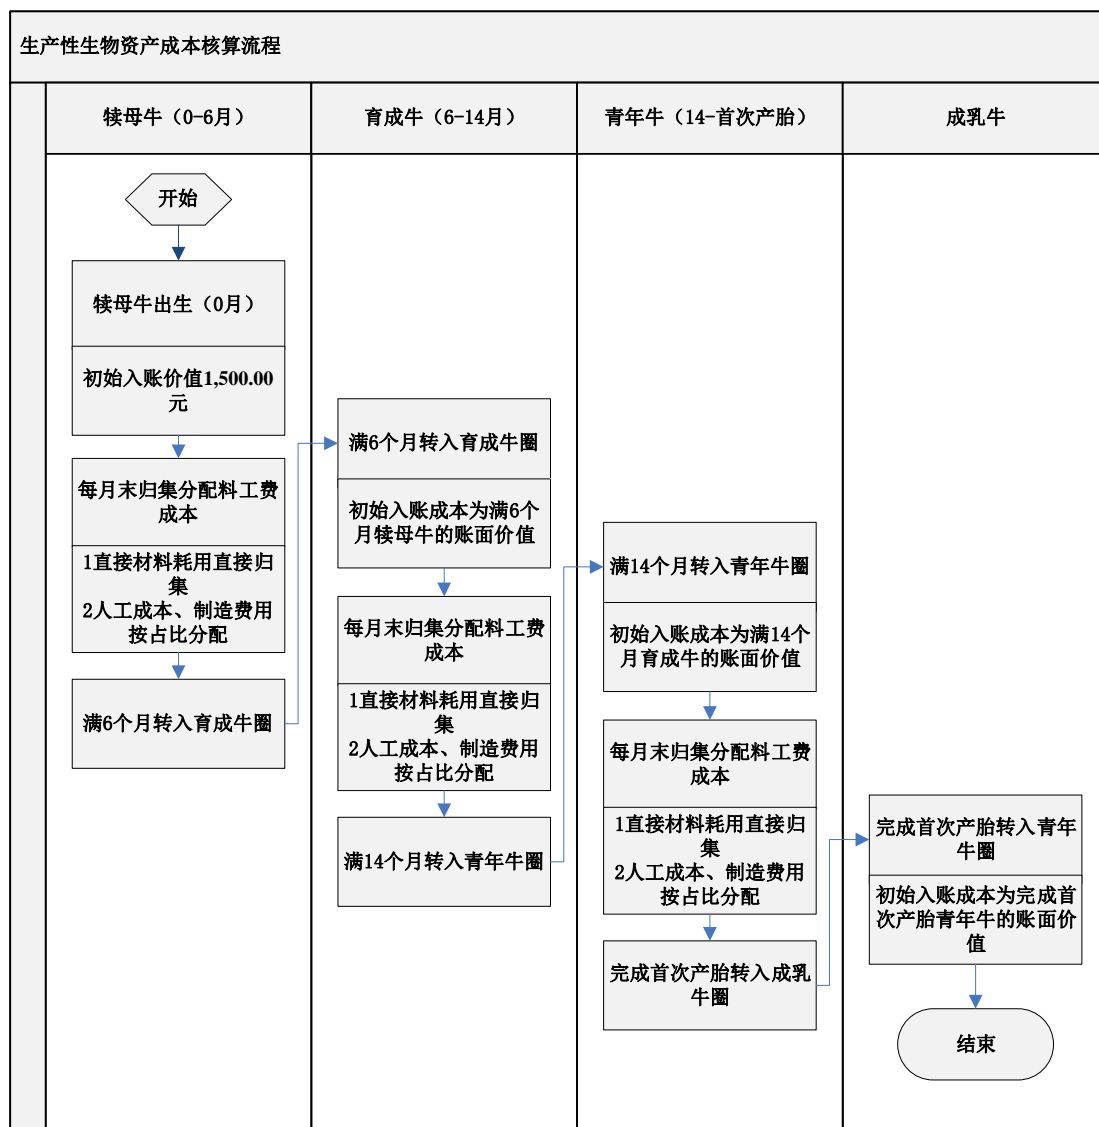 生产性生物资产成本核算流程
犊母牛（0-6月）
育成牛（6-14月）
青年牛（14-首次产胎）
成乳牛
开始
犊母牛出生（0月）
初始入账价值1,500.00
元
每月末归集分配料工费
成本
1直接材料耗用直接归
集
2人工成本、制造费用
按占比分配
满6个月转入育成牛圈
满6个月转入育成牛圈
初始入账成本为满6个
月犊母牛的账面价值
每月末归集分配料工费
成本
1直接材料耗用直接归
集
2人工成本、制造费用
按占比分配
满14个月转入青年牛圈
满14个月转入青年牛圈
初始入账成本为满14个
月育成牛的账面价值
每月末归集分配料工费
成本
1直接材料耗用直接归
集
2人工成本、制造费用
按占比分配
完成首次产胎转入成乳
牛圈
完成首次产胎转入青年
牛圈
初始入账成本为完成首
次产胎青年牛的账面价
值
结束